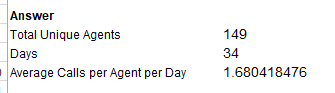 Answer
Total Unique Agents 149
Days 34
Average Calls per Agent per Day 1.680418476